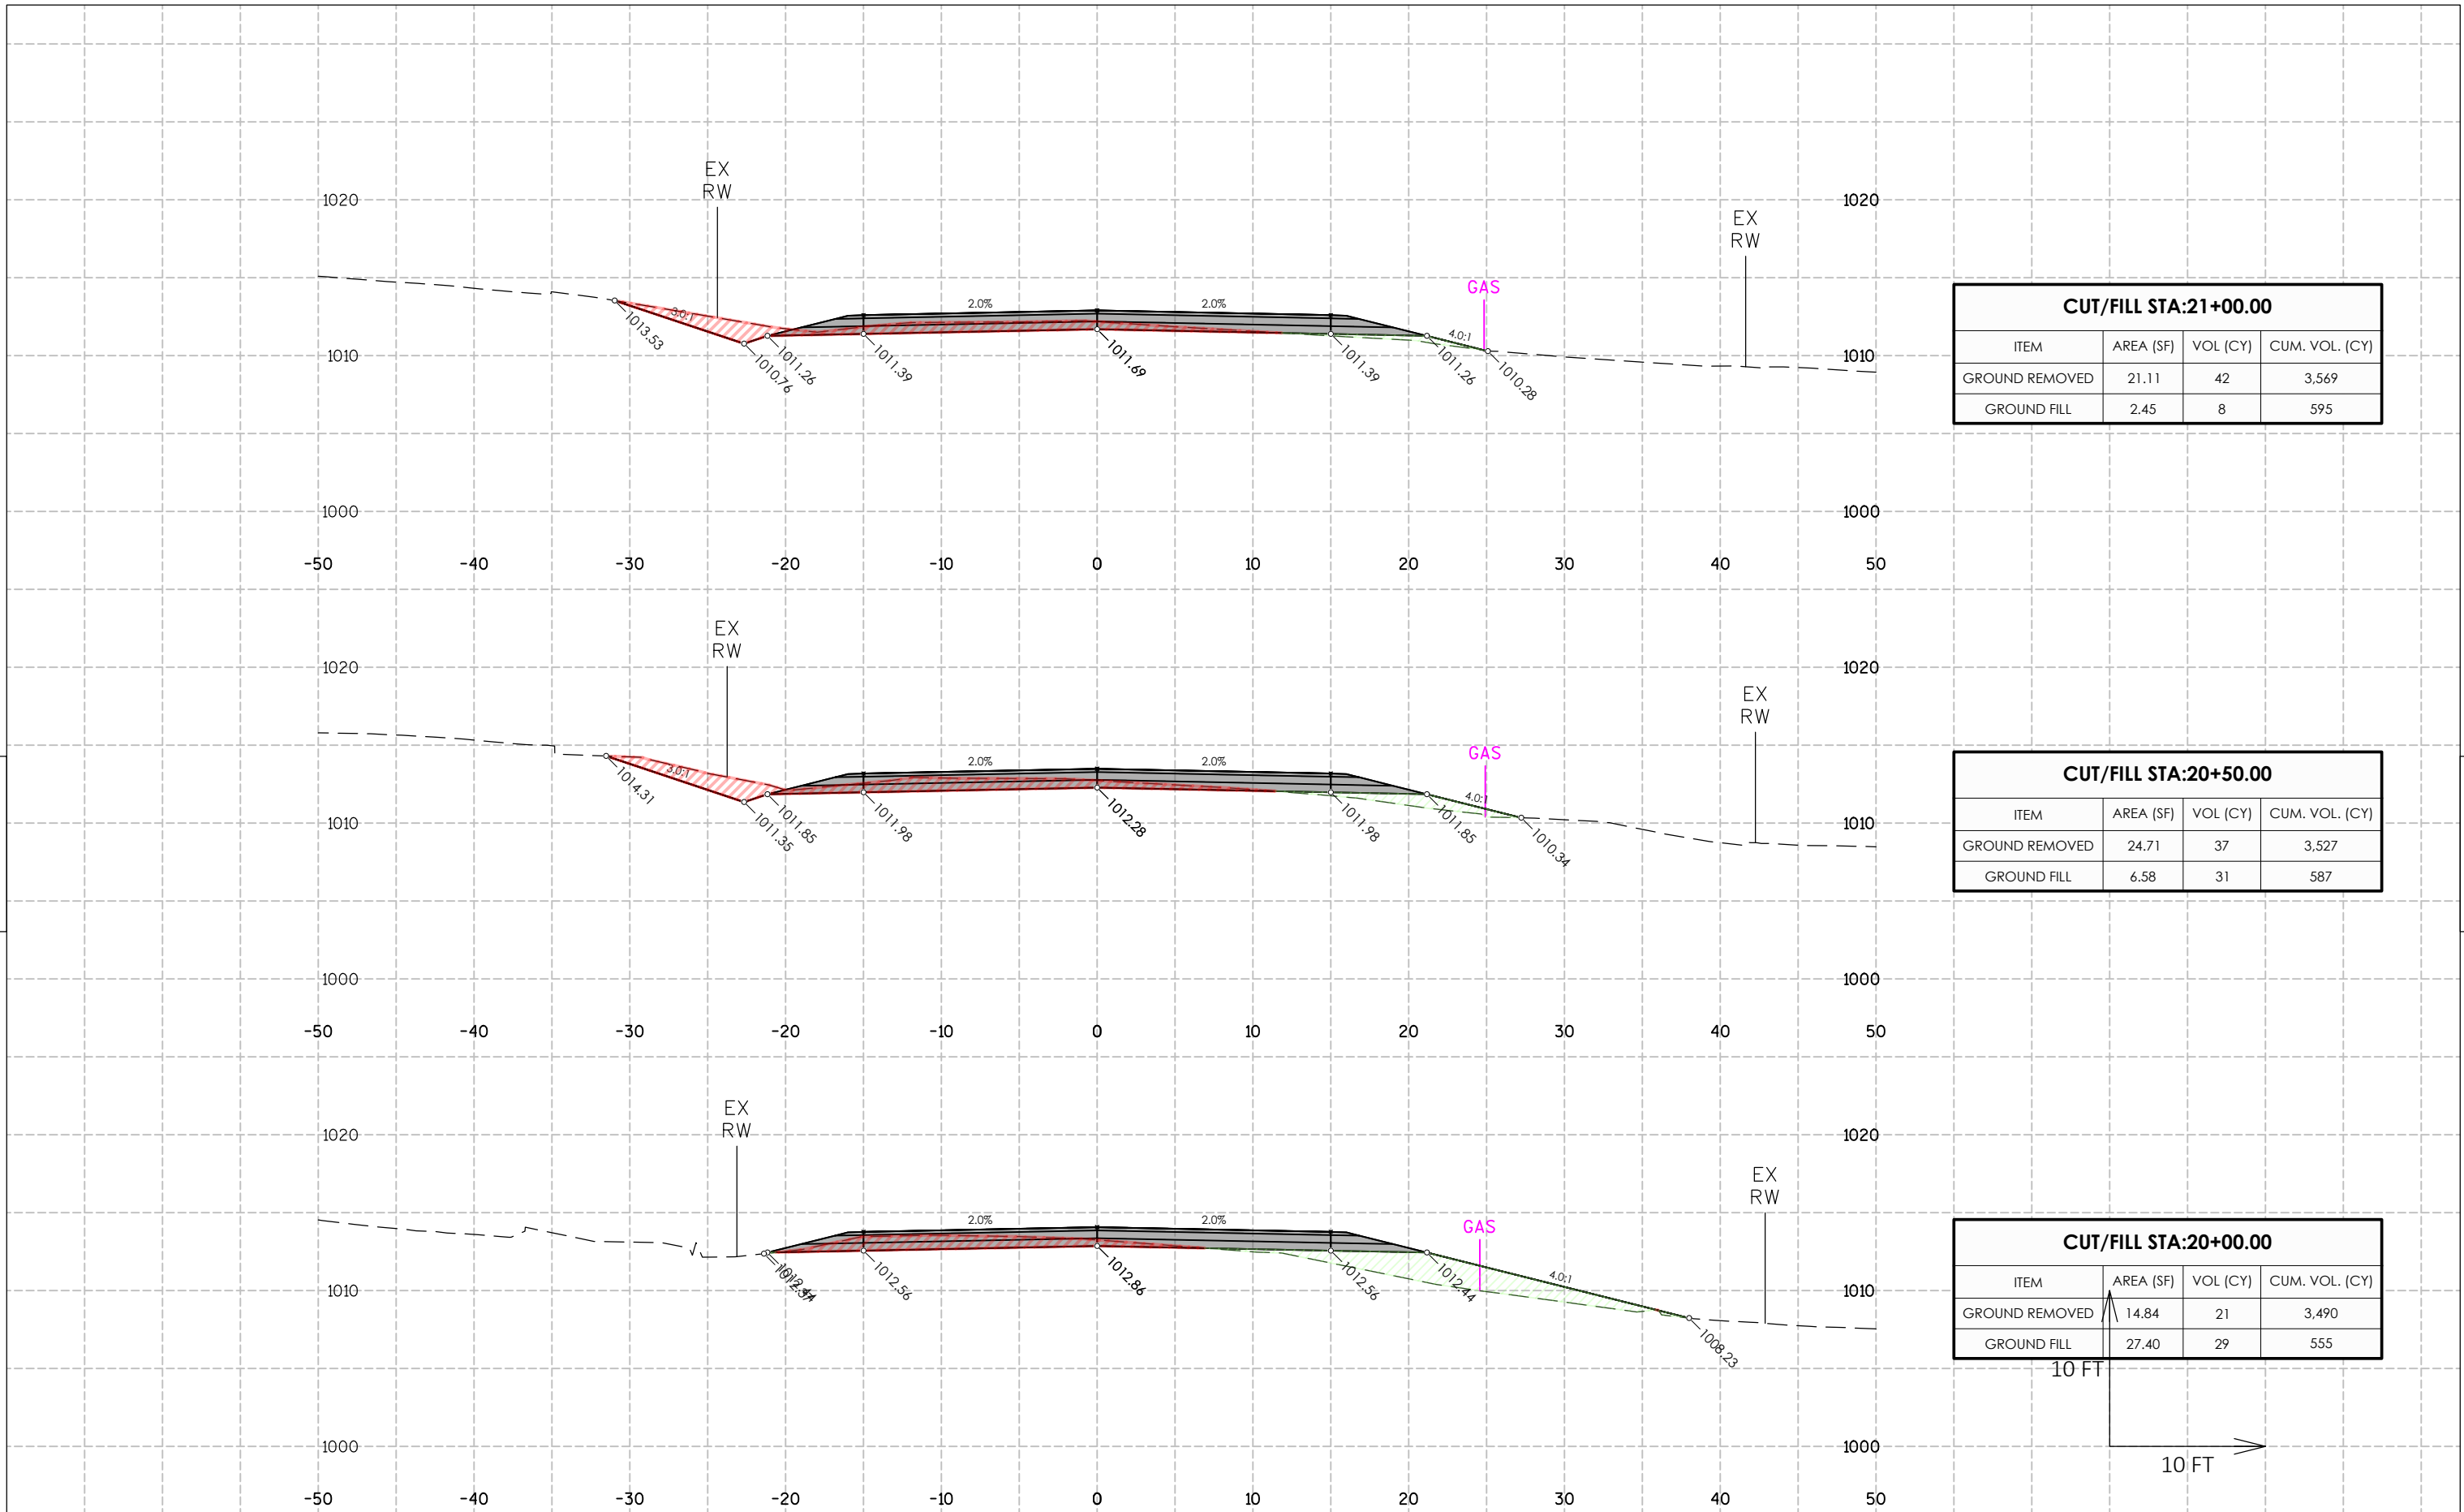 EX
RW
EX
RW
GAS
1020
1020
2.0%
2.0%
3.0:1
4.0:1
1013.53
1010.76
1011.26
1011.39
1011.69
1011.39
1011.26
1010.28
1010
1010
1000
1000
-50 -40 -30 -20 -10 0 10 20 30 40 50
CUT/FILL STA:21+00.00
ITEM AREA (SF) VOL (CY) CUM. VOL. (CY)
GROUND REMOVED 21.11 42 3,569
GROUND FILL 2.45 8 595
EX
RW
EX
RW
GAS
1020
1020
2.0%
2.0%
3.0:1
4.0:1
1014.31
1011.35
1011.85
1011.98
1012.28
1011.98
1011.85
1010.34
1010
1010
1000
1000
-50 -40 -30 -20 -10 0 10 20 30 40 50
CUT/FILL STA:20+50.00
ITEM AREA (SF) VOL (CY) CUM. VOL. (CY)
GROUND REMOVED 24.71 37 3,527
GROUND FILL 6.58 31 587
EX
RW
EX
RW
GAS
1020
1020
2.0%
2.0%
4.0:1
1012.37
1012.44
1012.56
1012.86
1012.56
1012.44
1008.23
1010
1010
1000
1000
-50 -40 -30 -20 -10 0 10 20 30 40 50
CUT/FILL STA:20+00.00
ITEM AREA (SF) VOL (CY) CUM. VOL. (CY)
GROUND REMOVED 14.84 21 3,490
GROUND FILL 27.40 29 555
10 FT
10 FT